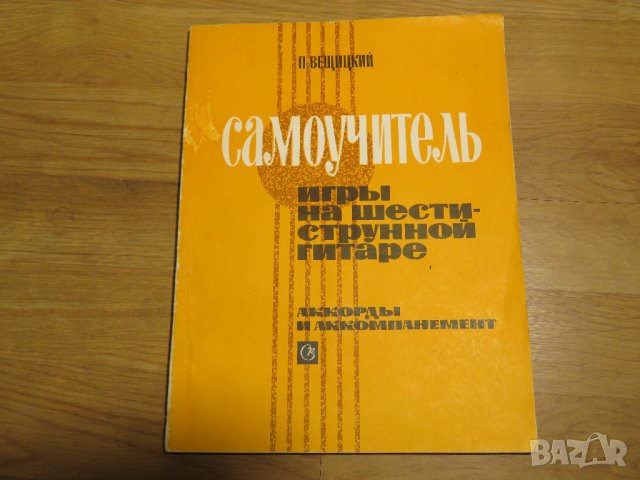 П. ВЕЩИЦКИЙ
САМОУЧИТЕЛЬ
ИГРЫ
НА ШЕСТИ-
СТРУННОЙ
ГИТАРЕ
АККОРДЫ
И АККОМПАНЕМЕНТ
BAZAR
.bg